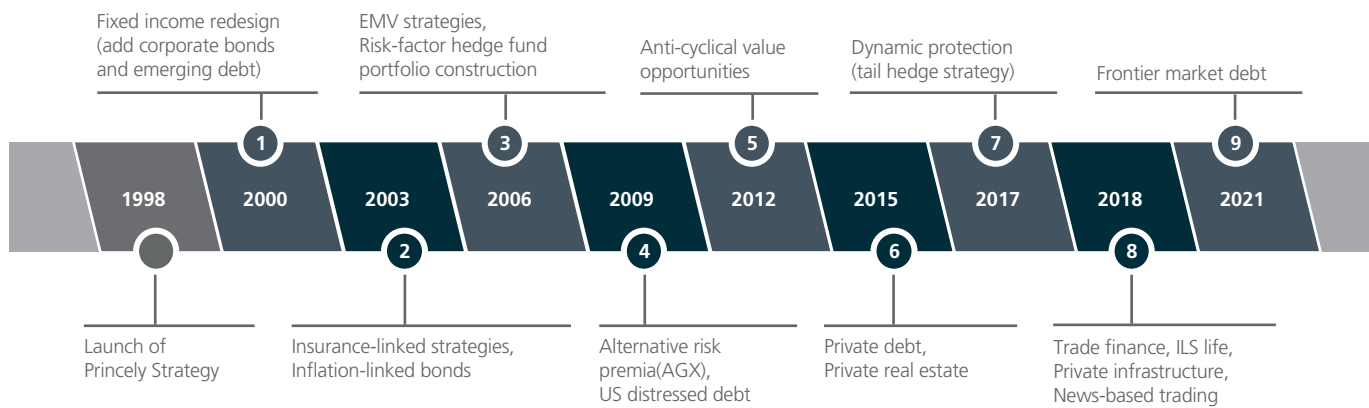 Fixed income redesign
(add corporate bonds
and emerging debt)
EMV strategies,
Risk-factor hedge fund
portfolio construction
Anti-cyclical value
opportunities
Dynamic protection
(tail hedge strategy)
Frontier market debt
1
3
5
7
9
1998
2000
2003
2006
2009
2012
2015
2017
2018
2021
2
4
6
8
Launch of
Princely Strategy
Insurance-linked strategies,
Inflation-linked bonds
Alternative risk
premia(AGX),
US distressed debt
Private debt,
Private real estate
Trade finance, ILS life,
Private infrastructure,
News-based trading